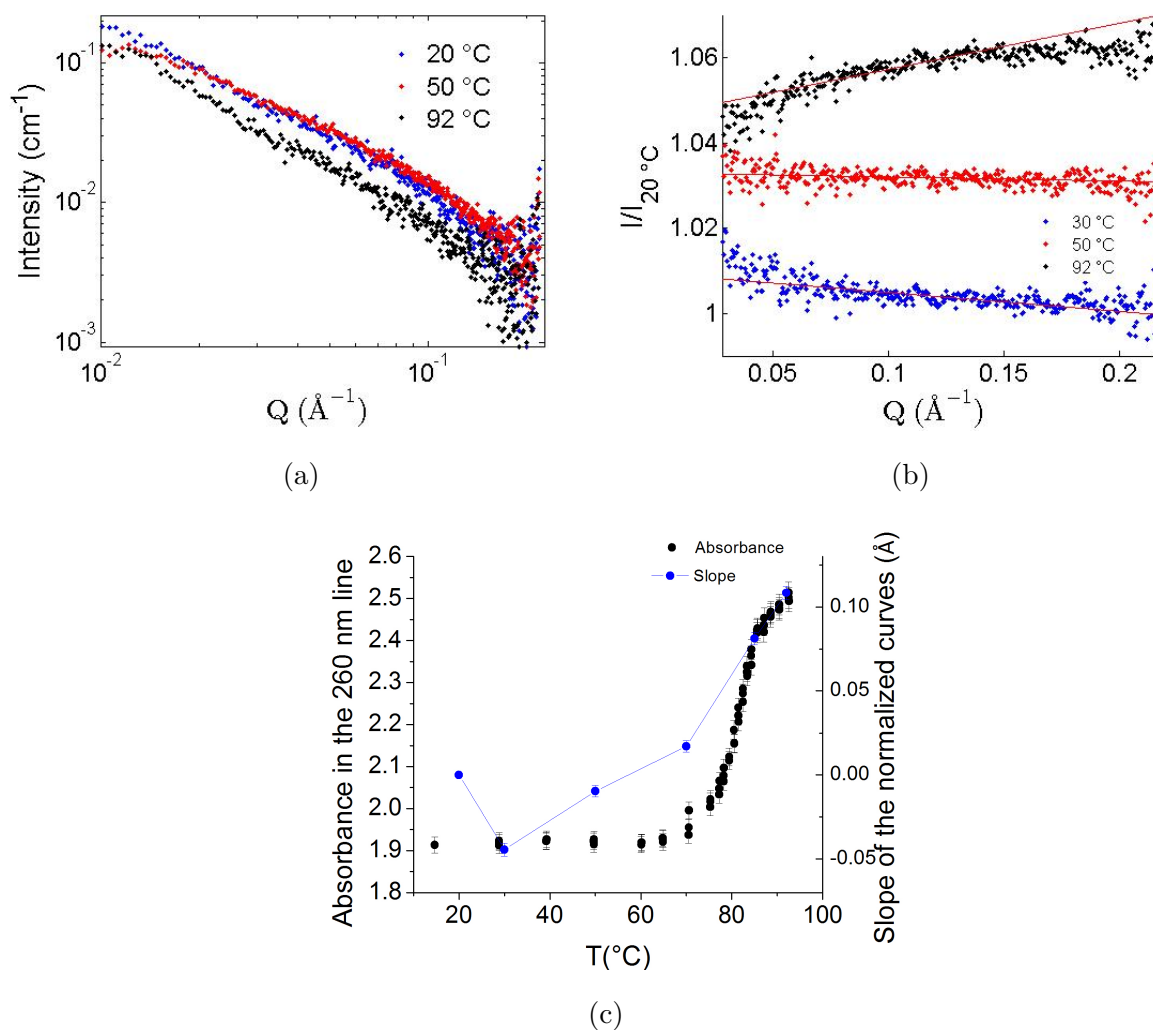 10⁻¹
10⁻²
10⁻³
Intensity (cm⁻¹)
20 °C
50 °C
92 °C
10⁻²
10⁻¹
Q (Å⁻¹)
(a)
1.06
1.04
1.02
1
I/I₂₀ °C
30 °C
50 °C
92 °C
0.05
0.1
0.15
0.2
Q (Å⁻¹)
(b)
Absorbance
Slope
2.6
2.5
2.4
2.3
2.2
2.1
2.0
1.9
1.8
Absorbance in the 260 nm line
0.10
0.05
0.00
-0.05
Slope of the normalized curves (Å)
20
40
60
80
100
T(°C)
(c)